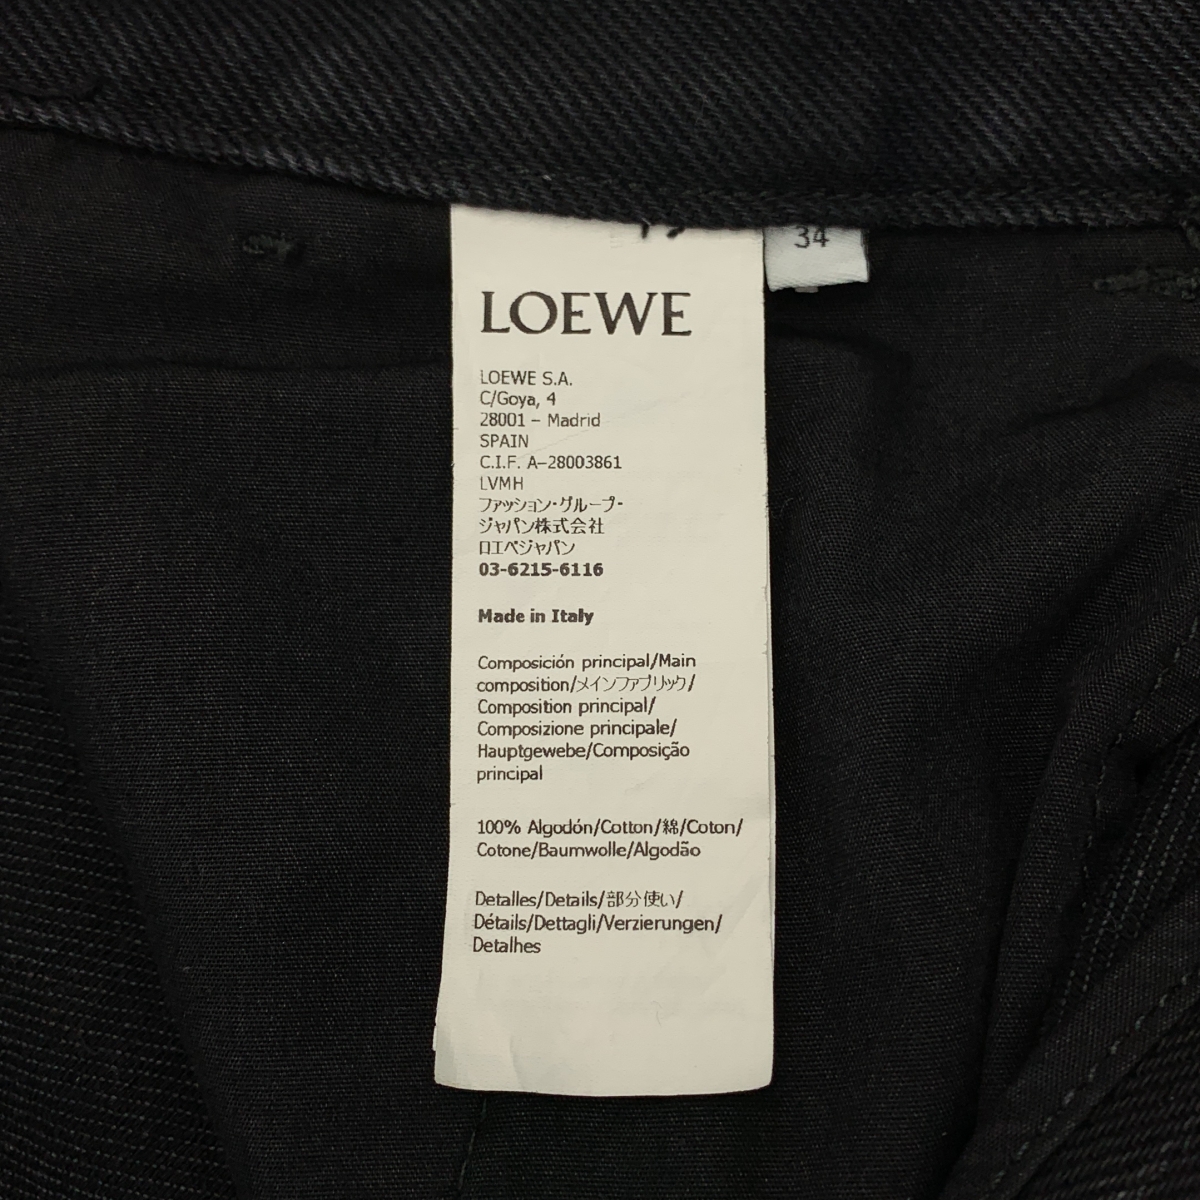 34
LOEWE
LOEWE S.A.
C/Goya, 4
28001 – Madrid
SPAIN
C.I.F. A-28003861
LVMH
ファッション・グループ・
ジャパン株式会社
ロエベジャパン
03-6215-6116
Made in Italy
Composición principal/Main
composition/メインファブリック/
Composition principal/
Composizione principale/
Hauptgewebe/Composição
principal
100% Algodón/Cotton/綿/Coton/
Cotone/Baumwolle/Algodão
Detalles/Details/部分使い/
Détails/Dettagli/Verzierungen/
Detalhes